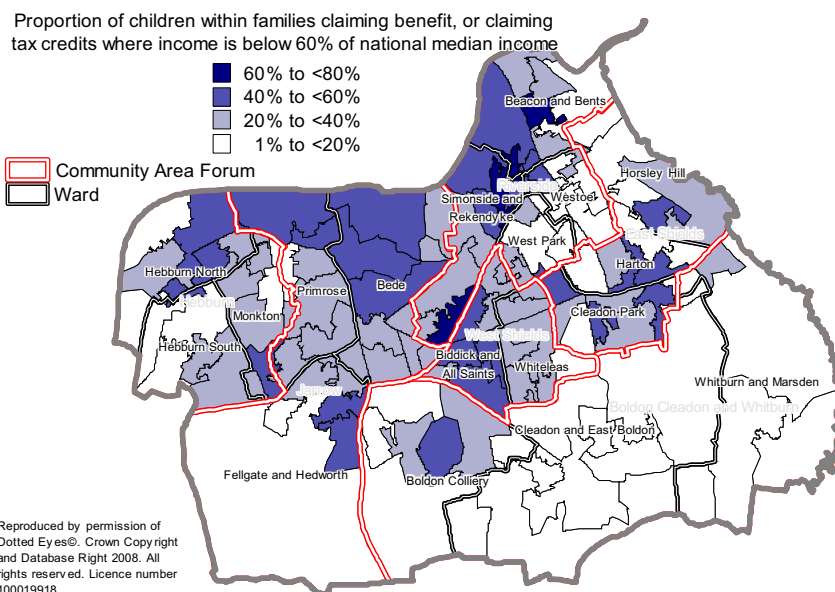 Proportion of children within families claiming benefit, or claiming
tax credits where income is below 60% of national median income
60% to <80%
40% to <60%
20% to <40%
1% to <20%
Community Area Forum
Ward
Beacon and Bents
Horsley Hill
Riverside
Simonside and
Rekendyke
Westoe
East Shields
West Park
Harton
Hebburn North
Bede
Primrose
Hebburn
Monkton
Cleadon Park
West Shields
Hebburn South
Biddick and
All Saints
Whiteleas
Jarrow
Whitburn and Marsden
Boldon Cleadon and Whitburn
Cleadon and East Boldon
Fellgate and Hedworth
Boldon Colliery
Reproduced by permission of
Dotted Eyes©. Crown Copyright
and Database Right 2008. All
rights reserved. Licence number
100019918.